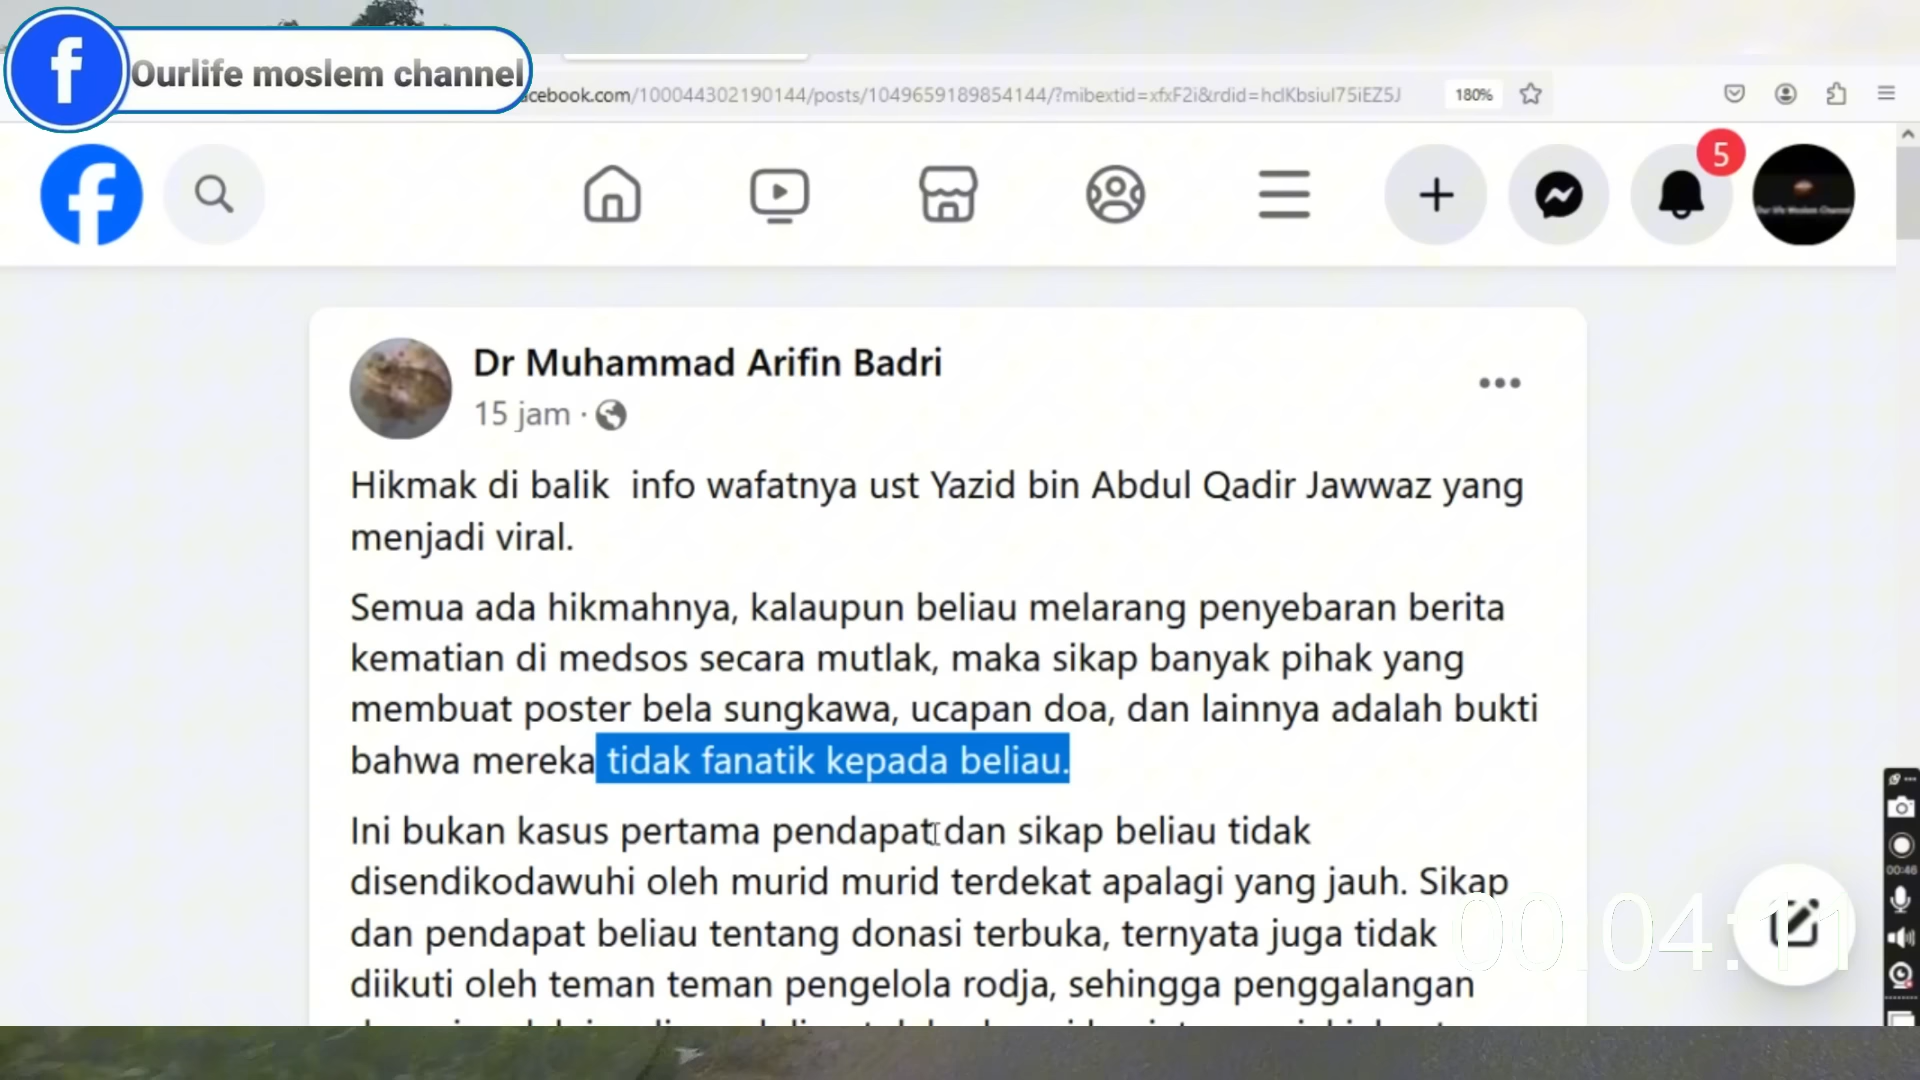 Ourlife moslem channel
acebook.com/100044302190144/posts/1049659189854144/?mibextid=xfxF2i&rdid=hdKbsiul75iEZ5J
180%
5
Dr Muhammad Arifin Badri
15 jam ·
Hikmak di balik info wafatnya ust Yazid bin Abdul Qadir Jawwaz yang
menjadi viral.
Semua ada hikmahnya, kalaupun beliau melarang penyebaran berita
kematian di medsos secara mutlak, maka sikap banyak pihak yang
membuat poster bela sungkawa, ucapan doa, dan lainnya adalah bukti
bahwa mereka tidak fanatik kepada beliau.
Ini bukan kasus pertama pendapat dan sikap beliau tidak
disendikodawuhi oleh murid murid terdekat apalagi yang jauh. Sikap
dan pendapat beliau tentang donasi terbuka, ternyata juga tidak
diikuti oleh teman teman pengelola rodja, sehingga penggalangan
00:04:11
00:46